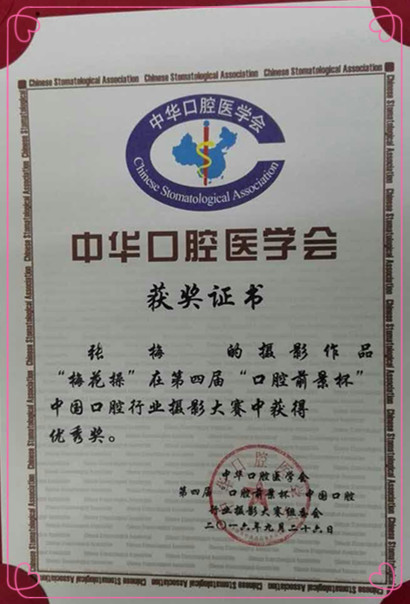 Chinese Stomatological Association Chinese Stomatological Association Chinese Stomatological Association
中华口腔医学会
Chinese Stomatological Association
中华口腔医学会
获奖证书
张 梅 的摄影作品
“梅花操”在第四届“口腔前景杯”
中国口腔行业摄影大赛中获得
优秀奖。
中华口腔医学会
第四届 口腔前景杯 中国口腔
行业摄影大赛组委会
二〇一六年九月二十六日